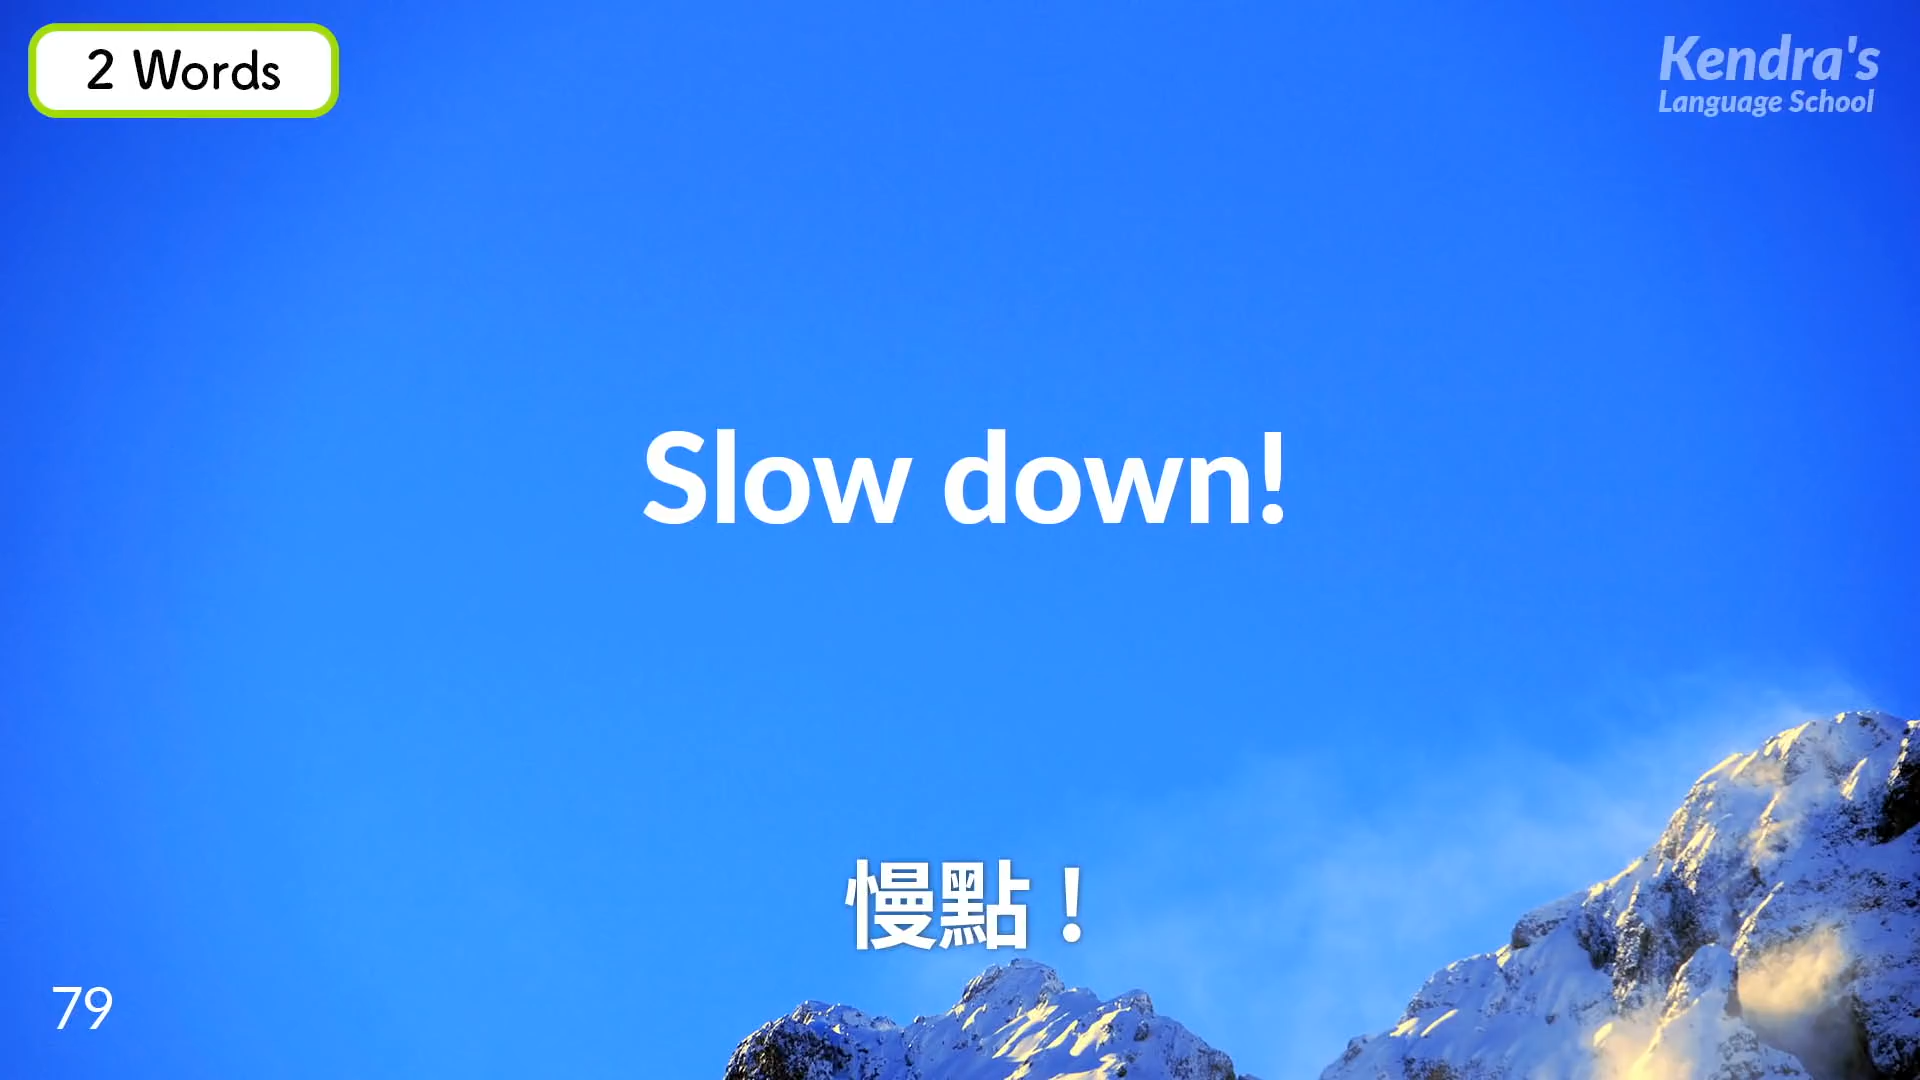 2 Words
Kendra's
Language School
Slow down!
慢點！
79